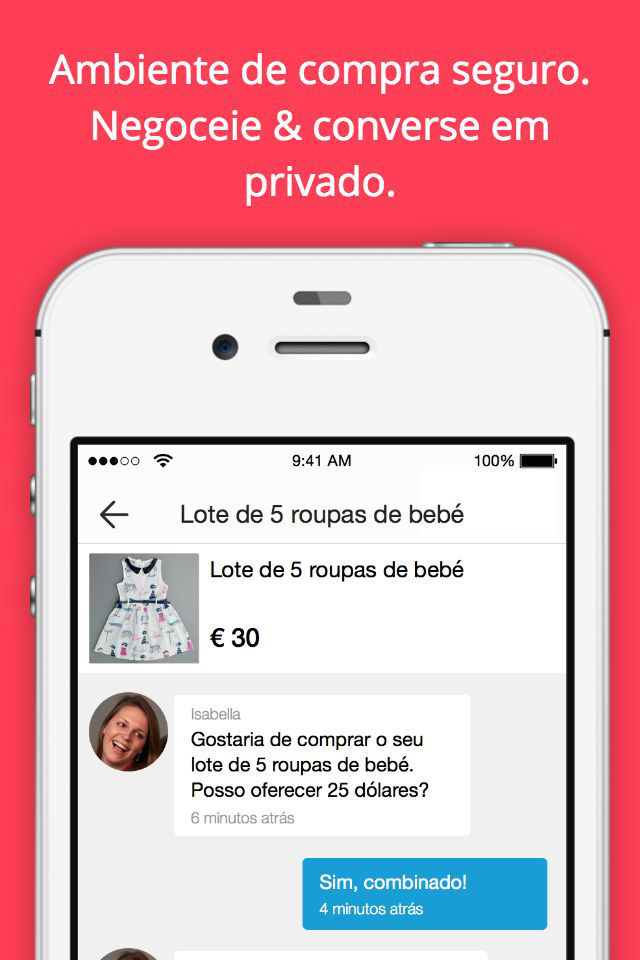 Ambiente de compra seguro.
Negoceie & converse em
privado.
9:41 AM
100%
Lote de 5 roupas de bebé
Lote de 5 roupas de bebé
€ 30
Isabella
Gostaria de comprar o seu
lote de 5 roupas de bebé.
Posso oferecer 25 dólares?
6 minutos atrás
Sim, combinado!
4 minutos atrás